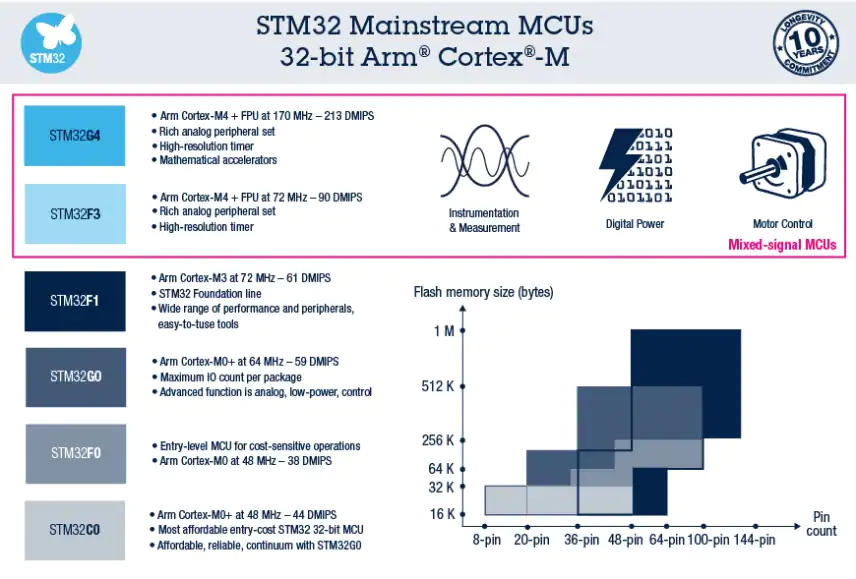 STM32 Mainstream MCUs
32-bit Arm® Cortex®-M
STM32
LONGEVITY
10
YEARS
COMMITMENT
STM32G4
• Arm Cortex-M4 + FPU at 170 MHz – 213 DMIPS
• Rich analog peripheral set
• High-resolution timer
• Mathematical accelerators
STM32F3
• Arm Cortex-M4 + FPU at 72 MHz – 90 DMIPS
• Rich analog peripheral set
• High-resolution timer
Instrumentation
& Measurement
1010
10111
10101
101011
011011
0101101
Digital Power
Motor Control
Mixed-signal MCUs
STM32F1
• Arm Cortex-M3 at 72 MHz – 61 DMIPS
• STM32 Foundation line
• Wide range of performance and peripherals,
easy-to-tuse tools
STM32G0
• Arm Cortex-M0+ at 64 MHz – 59 DMIPS
• Maximum IO count per package
• Advanced function is analog, low-power, control
STM32F0
• Entry-level MCU for cost-sensitive operations
• Arm Cortex-M0 at 48 MHz – 38 DMIPS
STM32C0
• Arm Cortex-M0+ at 48 MHz – 44 DMIPS
• Most affordable entry-cost STM32 32-bit MCU
• Affordable, reliable, continuum with STM32G0
Flash memory size (bytes)
1 M
512 K
256 K
64 K
32 K
16 K
8-pin 20-pin 36-pin 48-pin 64-pin 100-pin 144-pin
Pin
count